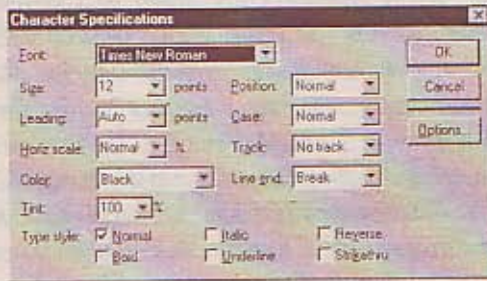 Character Specifications
Font: Times New Roman OK
Size: 12 points Position: Normal Cancel
Leading: Auto points Case: Normal
Options...
Horiz scale: Normal % Track: No track
Color: Black Line end: Break
Tint: 100 %
Type style: Normal Italic Reverse
Bold Underline Strikethru